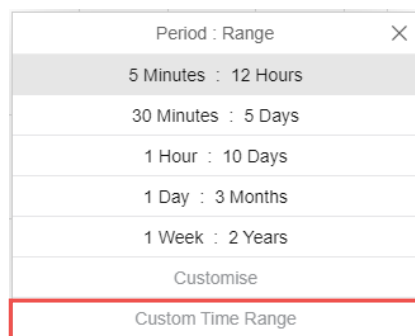 Period : Range
5 Minutes : 12 Hours
30 Minutes : 5 Days
1 Hour : 10 Days
1 Day : 3 Months
1 Week : 2 Years
Customise
Custom Time Range